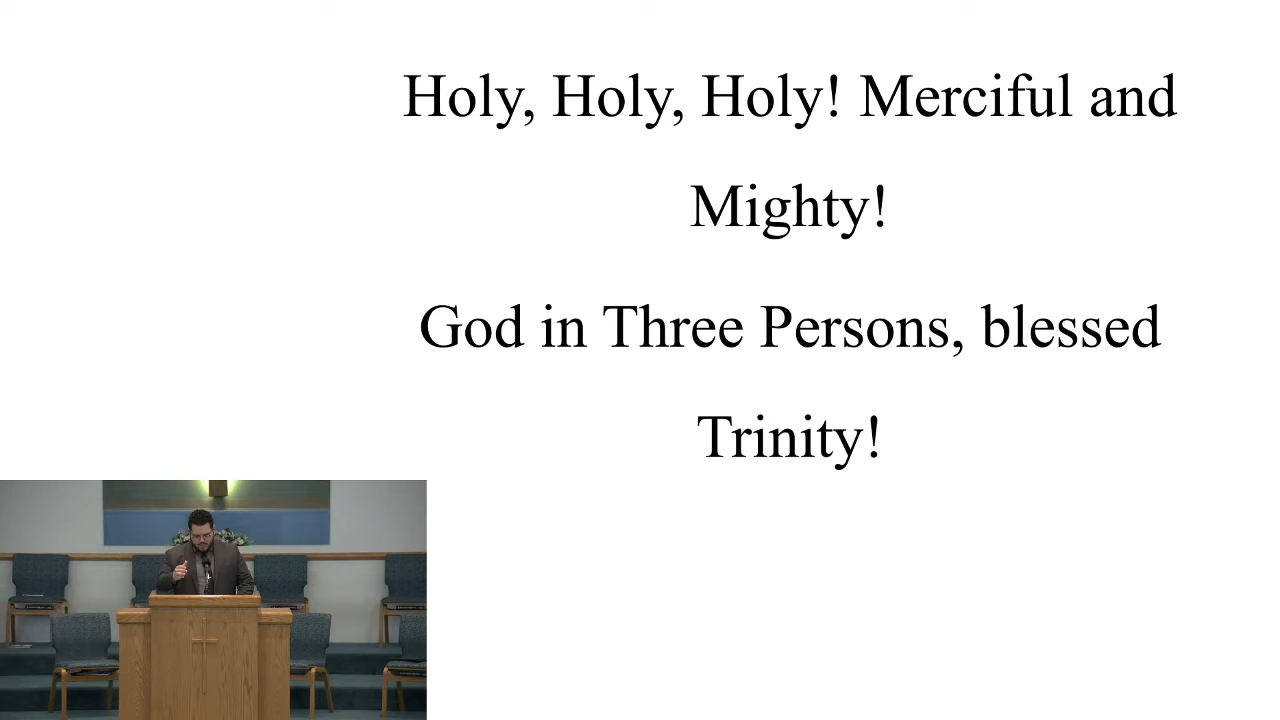 Holy, Holy, Holy! Merciful and
Mighty!
God in Three Persons, blessed
Trinity!